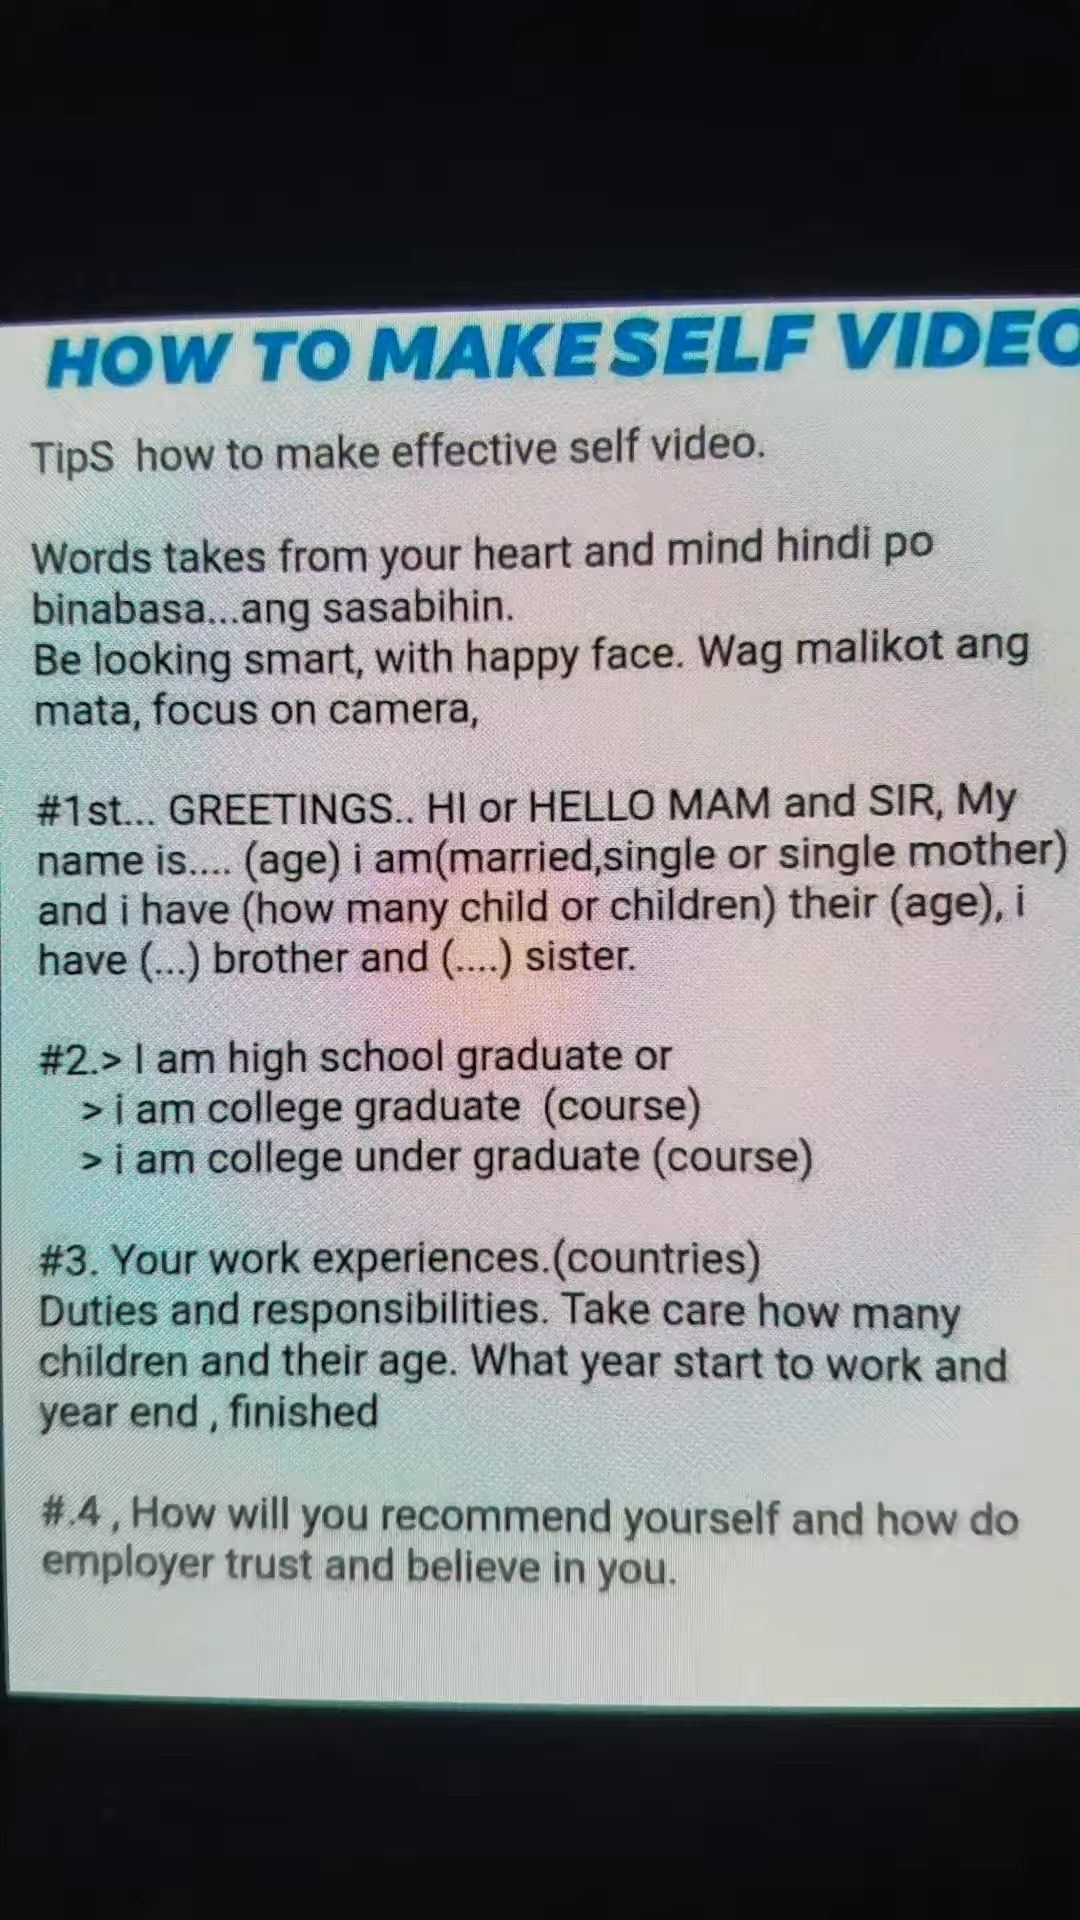 HOW TO MAKE SELF VIDEO
TipS how to make effective self video.
Words takes from your heart and mind hindi po
binabasa...ang sasabihin.
Be looking smart, with happy face. Wag malikot ang
mata, focus on camera,
#1st... GREETINGS.. HI or HELLO MAM and SIR, My
name is.... (age) i am(married,single or single mother)
and i have (how many child or children) their (age), i
have (...) brother and (....) sister.
#2.> I am high school graduate or
> i am college graduate (course)
> i am college under graduate (course)
#3. Your work experiences.(countries)
Duties and responsibilities. Take care how many
children and their age. What year start to work and
year end , finished
#.4 , How will you recommend yourself and how do
employer trust and believe in you.